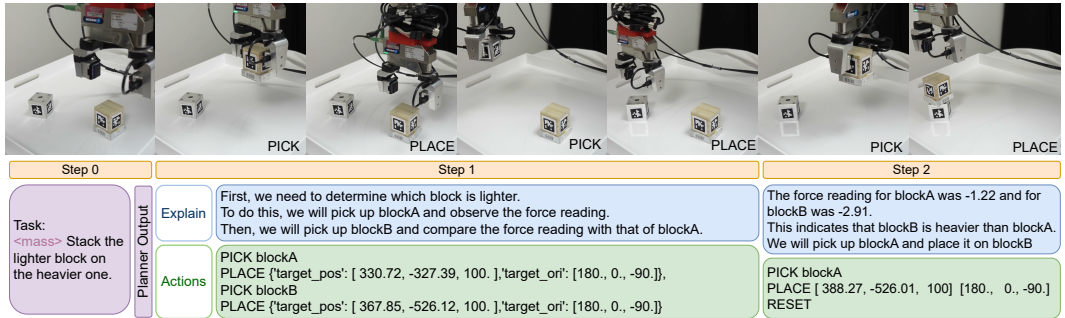 PICK
PLACE
PICK
PLACE
PICK
PLACE
Step 0
Step 1
Step 2
Task:
<mass> Stack the
lighter block on
the heavier one.
Planner Output
Explain
First, we need to determine which block is lighter.
To do this, we will pick up blockA and observe the force reading.
Then, we will pick up blockB and compare the force reading with that of blockA.
The force reading for blockA was -1.22 and for
blockB was -2.91.
This indicates that blockB is heavier than blockA.
We will pick up blockA and place it on blockB
Actions
PICK blockA
PLACE {'target_pos': [ 330.72, -327.39, 100. ],'target_ori': [180., 0., -90.]},
PICK blockB
PLACE {'target_pos': [ 367.85, -526.12, 100. ],'target_ori': [180., 0., -90.]}
PICK blockA
PLACE [ 388.27, -526.01, 100] [180., 0., -90.]
RESET